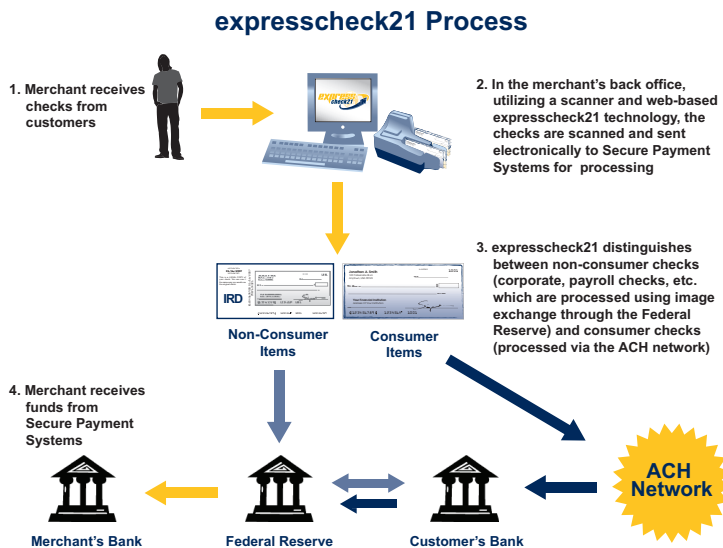 expresscheck21 Process
1. Merchant receives
checks from
customers
express
check21
2. In the merchant's back office,
utilizing a scanner and web-based
expresscheck21 technology, the
checks are scanned and sent
electronically to Secure Payment
Systems for processing
3. expresscheck21 distinguishes
between non-consumer checks
(corporate, payroll checks, etc.
which are processed using image
exchange through the Federal
Reserve) and consumer checks
(processed via the ACH network)
IRD
Jonathan A. Smith
Non-Consumer
Items
Consumer
Items
4. Merchant receives
funds from
Secure Payment
Systems
ACH
Network
Merchant's Bank
Federal Reserve
Customer's Bank